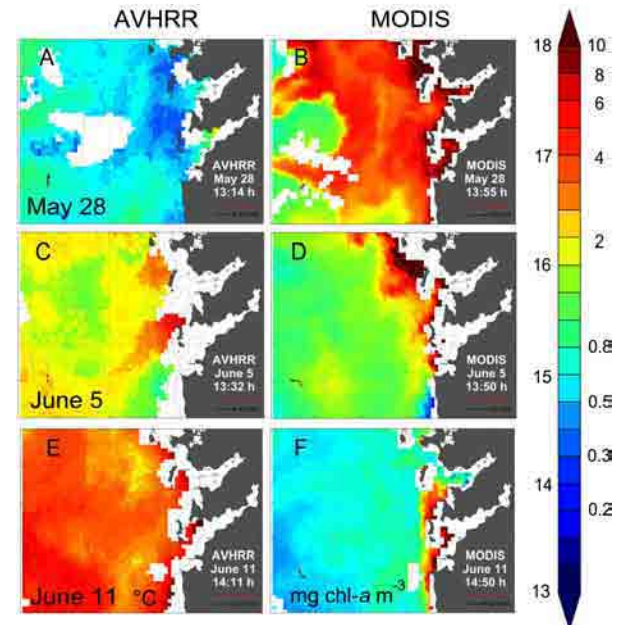 AVHRR MODIS
A
AVHRR
May 28
13:14 h
May 28
B
MODIS
May 28
13:55 h
C
AVHRR
June 5
13:32 h
June 5
D
MODIS
June 5
13:50 h
E
AVHRR
June 11
14:11 h
June 11 °C
F
MODIS
June 11
14:50 h
mg chl-a m-3
18 10
8
6
17 4
2
16
0.8
15 0.5
0.3
14 0.2
13